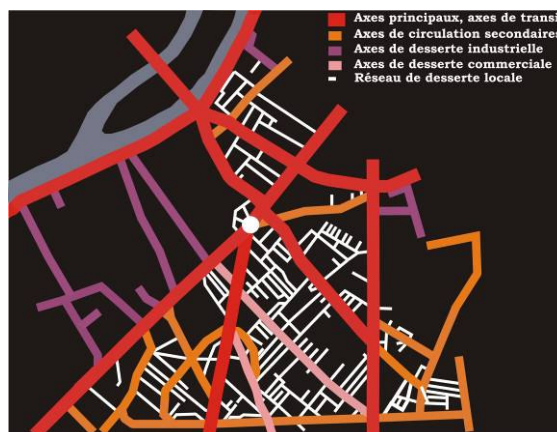 Axes principaux, axes de transi
Axes de circulation secondaires
Axes de desserte industrielle
Axes de desserte commerciale
Réseau de desserte locale